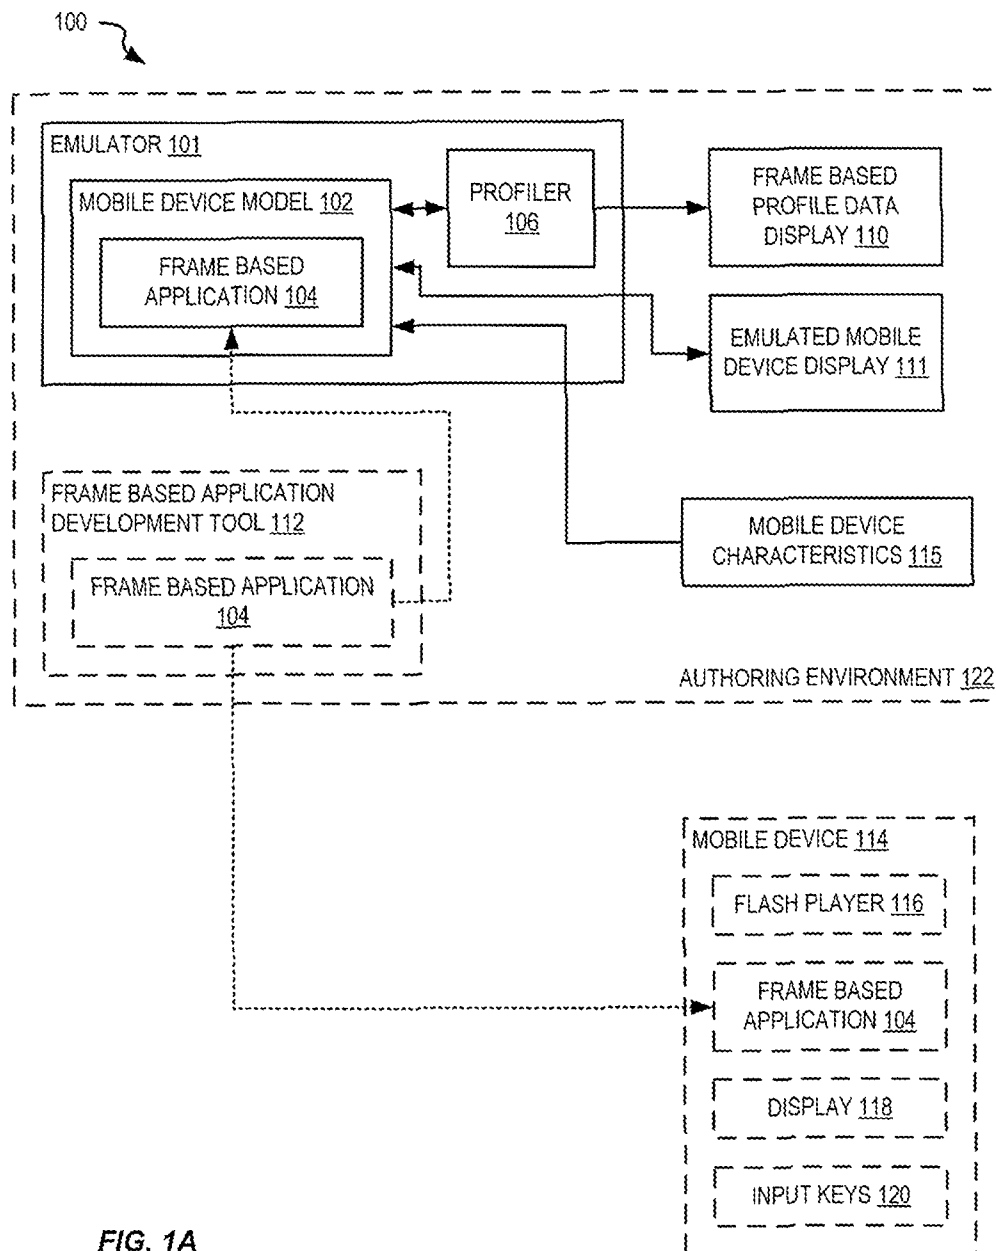 100
EMULATOR 101
MOBILE DEVICE MODEL 102
FRAME BASED
APPLICATION 104
PROFILER
106
FRAME BASED
PROFILE DATA
DISPLAY 110
EMULATED MOBILE
DEVICE DISPLAY 111
FRAME BASED APPLICATION
DEVELOPMENT TOOL 112
FRAME BASED APPLICATION
104
MOBILE DEVICE
CHARACTERISTICS 115
AUTHORING ENVIRONMENT 122
MOBILE DEVICE 114
FLASH PLAYER 116
FRAME BASED
APPLICATION 104
DISPLAY 118
INPUT KEYS 120
FIG. 1A